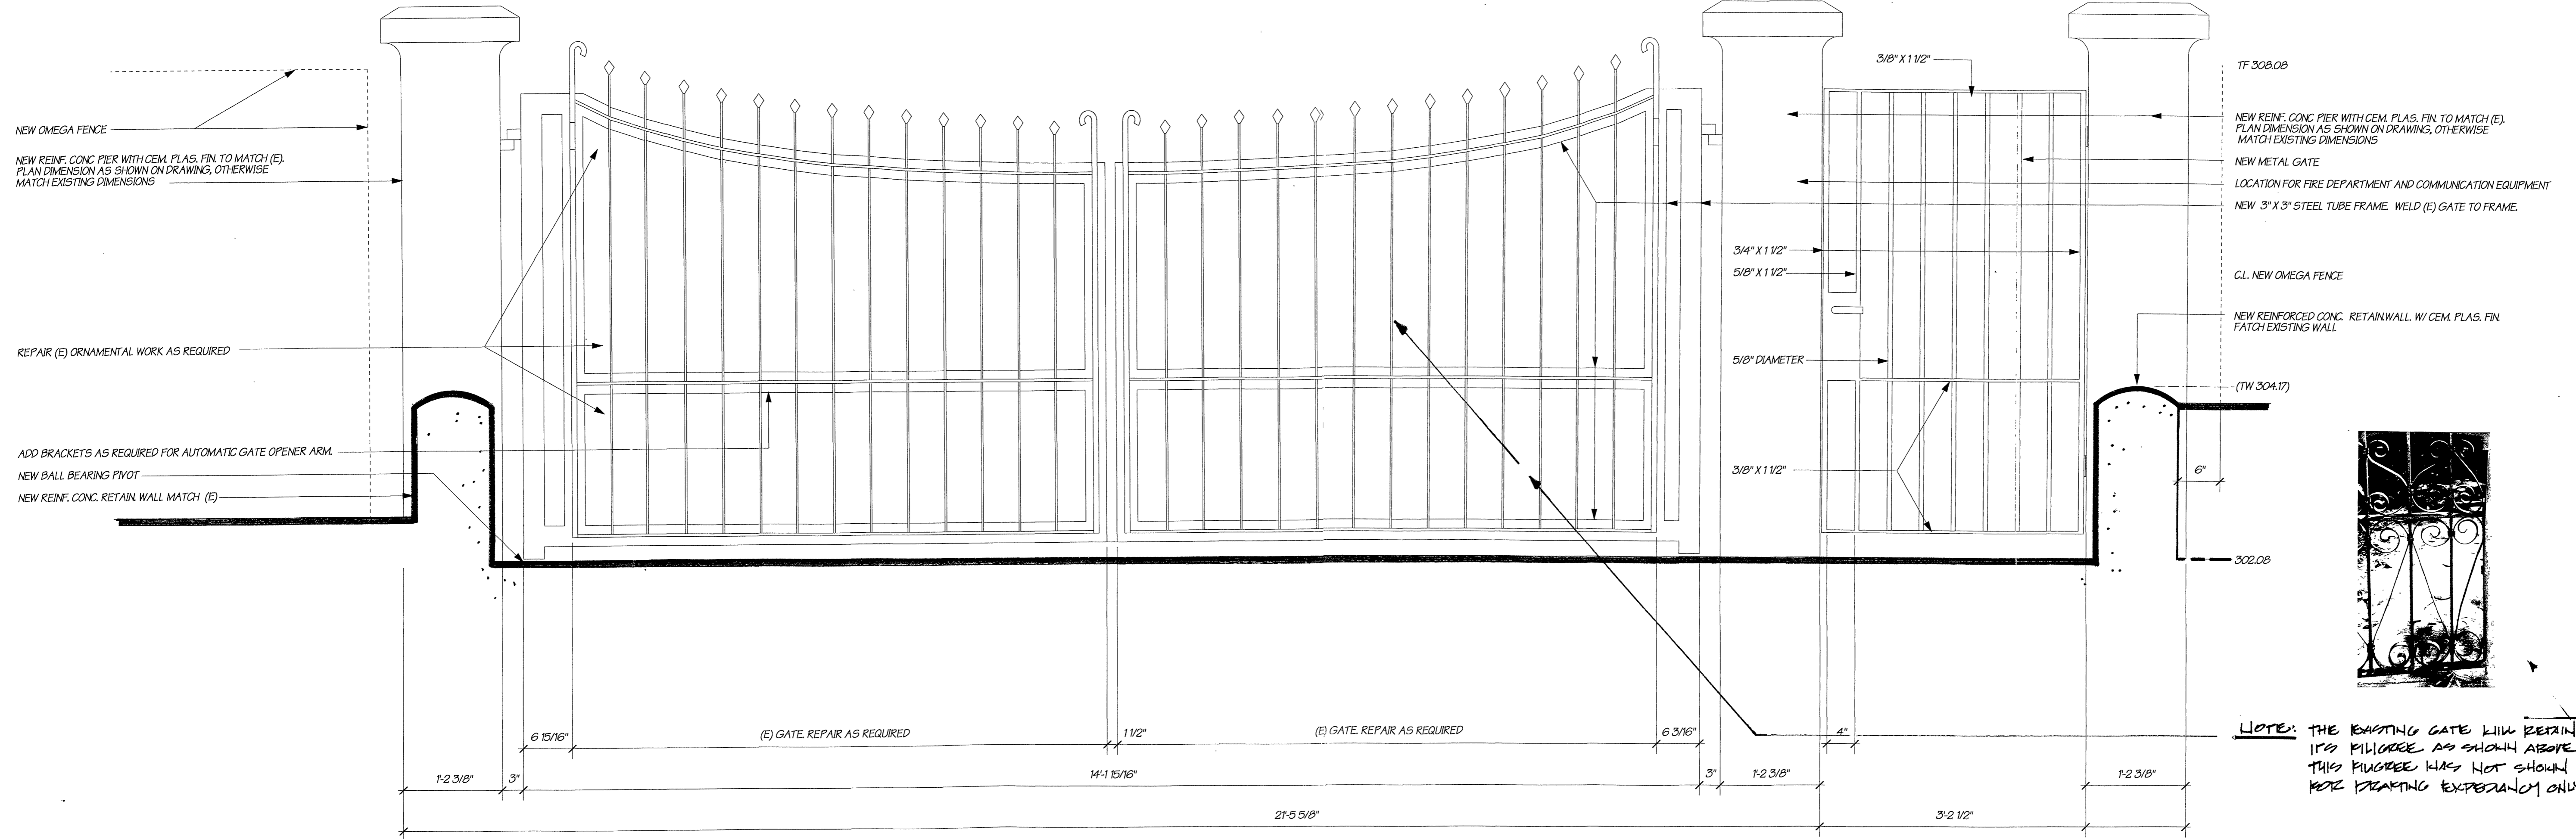 NEW OMEGA FENCE
NEW REINF. CONC PIER WITH CEM. PLAS. FIN. TO MATCH (E).
PLAN DIMENSION AS SHOWN ON DRAWING, OTHERWISE
MATCH EXISTING DIMENSIONS
REPAIR (E) ORNAMENTAL WORK AS REQUIRED
ADD BRACKETS AS REQUIRED FOR AUTOMATIC GATE OPENER ARM.
NEW BALL BEARING PIVOT
NEW REINF. CONC. RETAIN. WALL MATCH (E)
3/8" X 1 1/2"
3/4" X 1 1/2"
5/8" X 1 1/2"
5/8" DIAMETER
3/8" X 1 1/2"
TF 308.08
NEW REINF. CONC PIER WITH CEM. PLAS. FIN. TO MATCH (E).
PLAN DIMENSION AS SHOWN ON DRAWING, OTHERWISE
MATCH EXISTING DIMENSIONS
NEW METAL GATE
LOCATION FOR FIRE DEPARTMENT AND COMMUNICATION EQUIPMENT
NEW 3" X 3" STEEL TUBE FRAME. WELD (E) GATE TO FRAME.
C.L. NEW OMEGA FENCE
NEW REINFORCED CONC. RETAIN.WALL. W/ CEM. PLAS. FIN.
FATCH EXISTING WALL
(TW 304.17)
6"
302.08
6 15/16"
(E) GATE. REPAIR AS REQUIRED
1 1/2"
(E) GATE. REPAIR AS REQUIRED
6 3/16"
4"
1'-2 3/8"
3"
14'-1 15/16"
3"
1'-2 3/8"
1'-2 3/8"
21'-5 5/8"
3'-2 1/2"
NOTE: THE EXISTING GATE WILL RETAIN
ITS FILIGREE AS SHOWN ABOVE
THIS FILIGREE WAS NOT SHOWN
FOR DRAFTING EXPEDIANCY ONLY